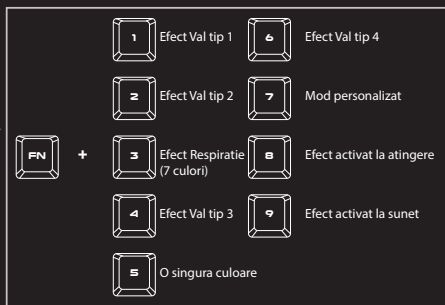 1 Efect Val tip 1
2 Efect Val tip 2
FN + 3 Efect Respiratie
(7 culori)
4 Efect Val tip 3
5 O singura culoare
6 Efect Val tip 4
7 Mod personalizat
8 Efect activat la atingere
9 Efect activat la sunet